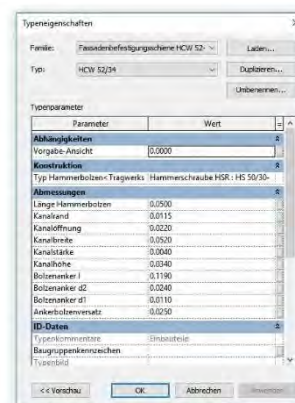 Typeneigenschaften
Familie: Fassadenbefestigungsschiene HCW 52- Laden...
Typ: HCW 52/34 Duplizieren...
Umbenennen...
Typenparameter
Parameter Wert =
Abhängigkeiten
Vorgabe-Ansicht 0.0000
Konstruktion
Typ Hammerbolzen<Tragwerks Hammerschraube HSR : HS 50/30-
Abmessungen
Länge Hammerbolzen 0.0500
Kanalrand 0.0115
Kanalöffnung 0.0220
Kanalbreite 0.0520
Kanalstärke 0.0040
Kanalhöhe 0.0340
Bolzenanker l 0.1190
Bolzenanker d2 0.0240
Bolzenanker d1 0.0110
Ankerbolzenversatz 0.0250
ID-Daten
Typenkommentare Einbauteile
Baugruppenkennzeichen
Typenbild
<< Vorschau OK Abbrechen Anwenden